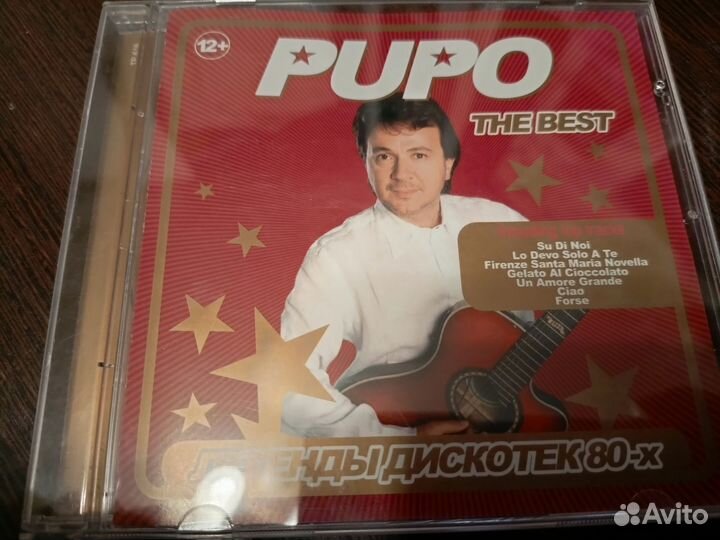 12+
PUPO
THE BEST
Su Di Noi
Lo Devo Solo A Te
Firenze Santa Maria Novella
Gelato Al Cioccolato
Un Amore Grande
Ciao
Forse
ЛЕГЕНДЫ ДИСКОТЕК 80-х
Avito